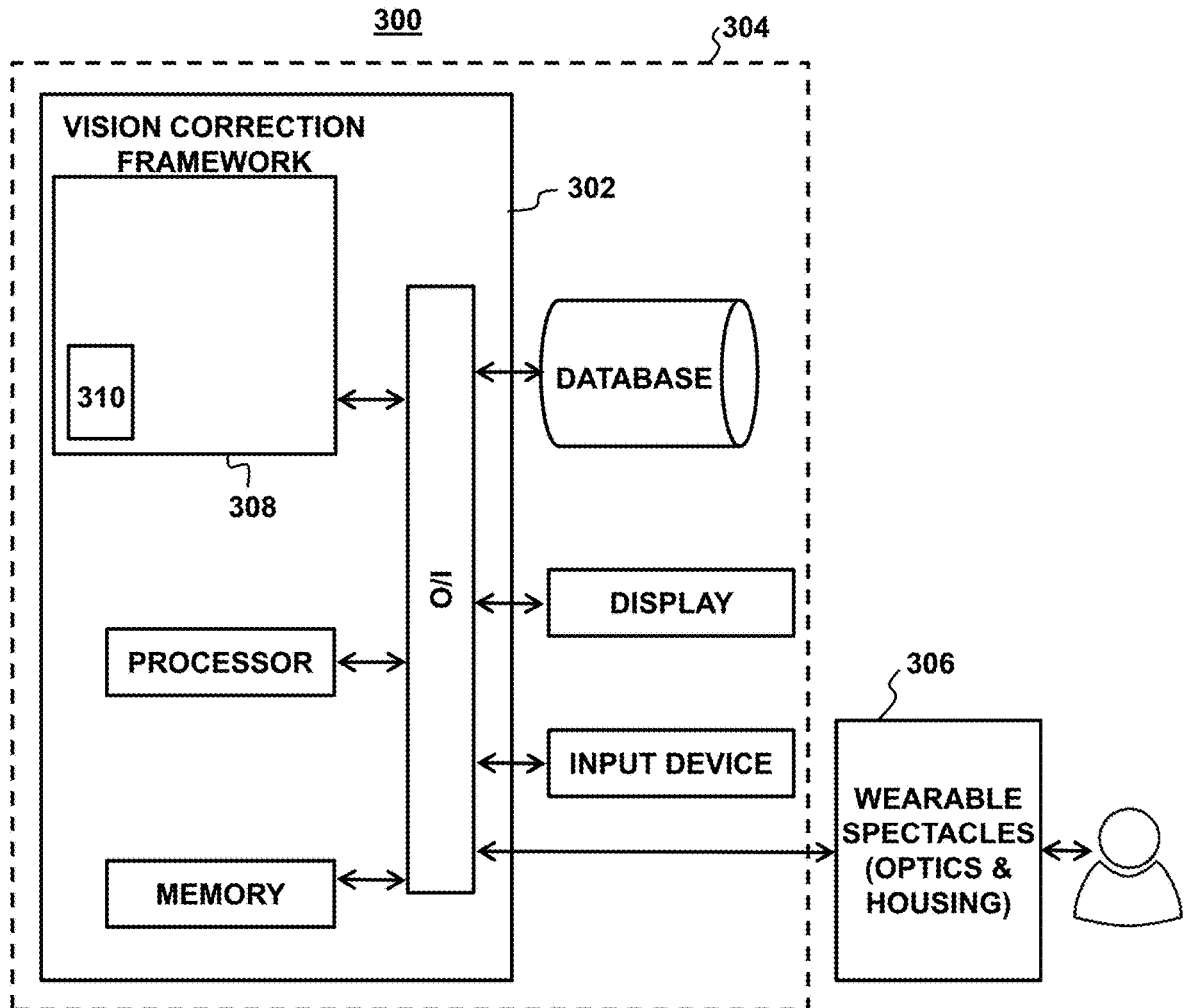 300
304
VISION CORRECTION
FRAMEWORK
302
310
308
DATABASE
O/I
DISPLAY
PROCESSOR
INPUT DEVICE
306
WEARABLE
SPECTACLES
(OPTICS &
HOUSING)
MEMORY